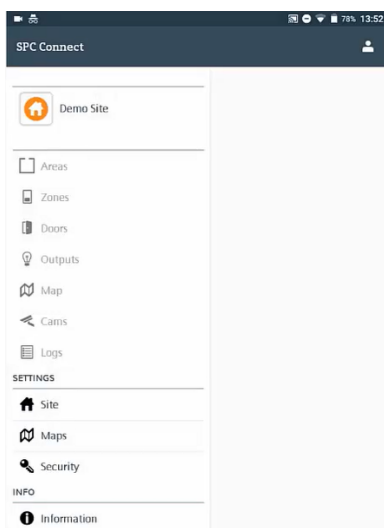 78% 13:52
SPC Connect
Demo Site
Areas
Zones
Doors
Outputs
Map
Cams
Logs
SETTINGS
Site
Maps
Security
INFO
Information